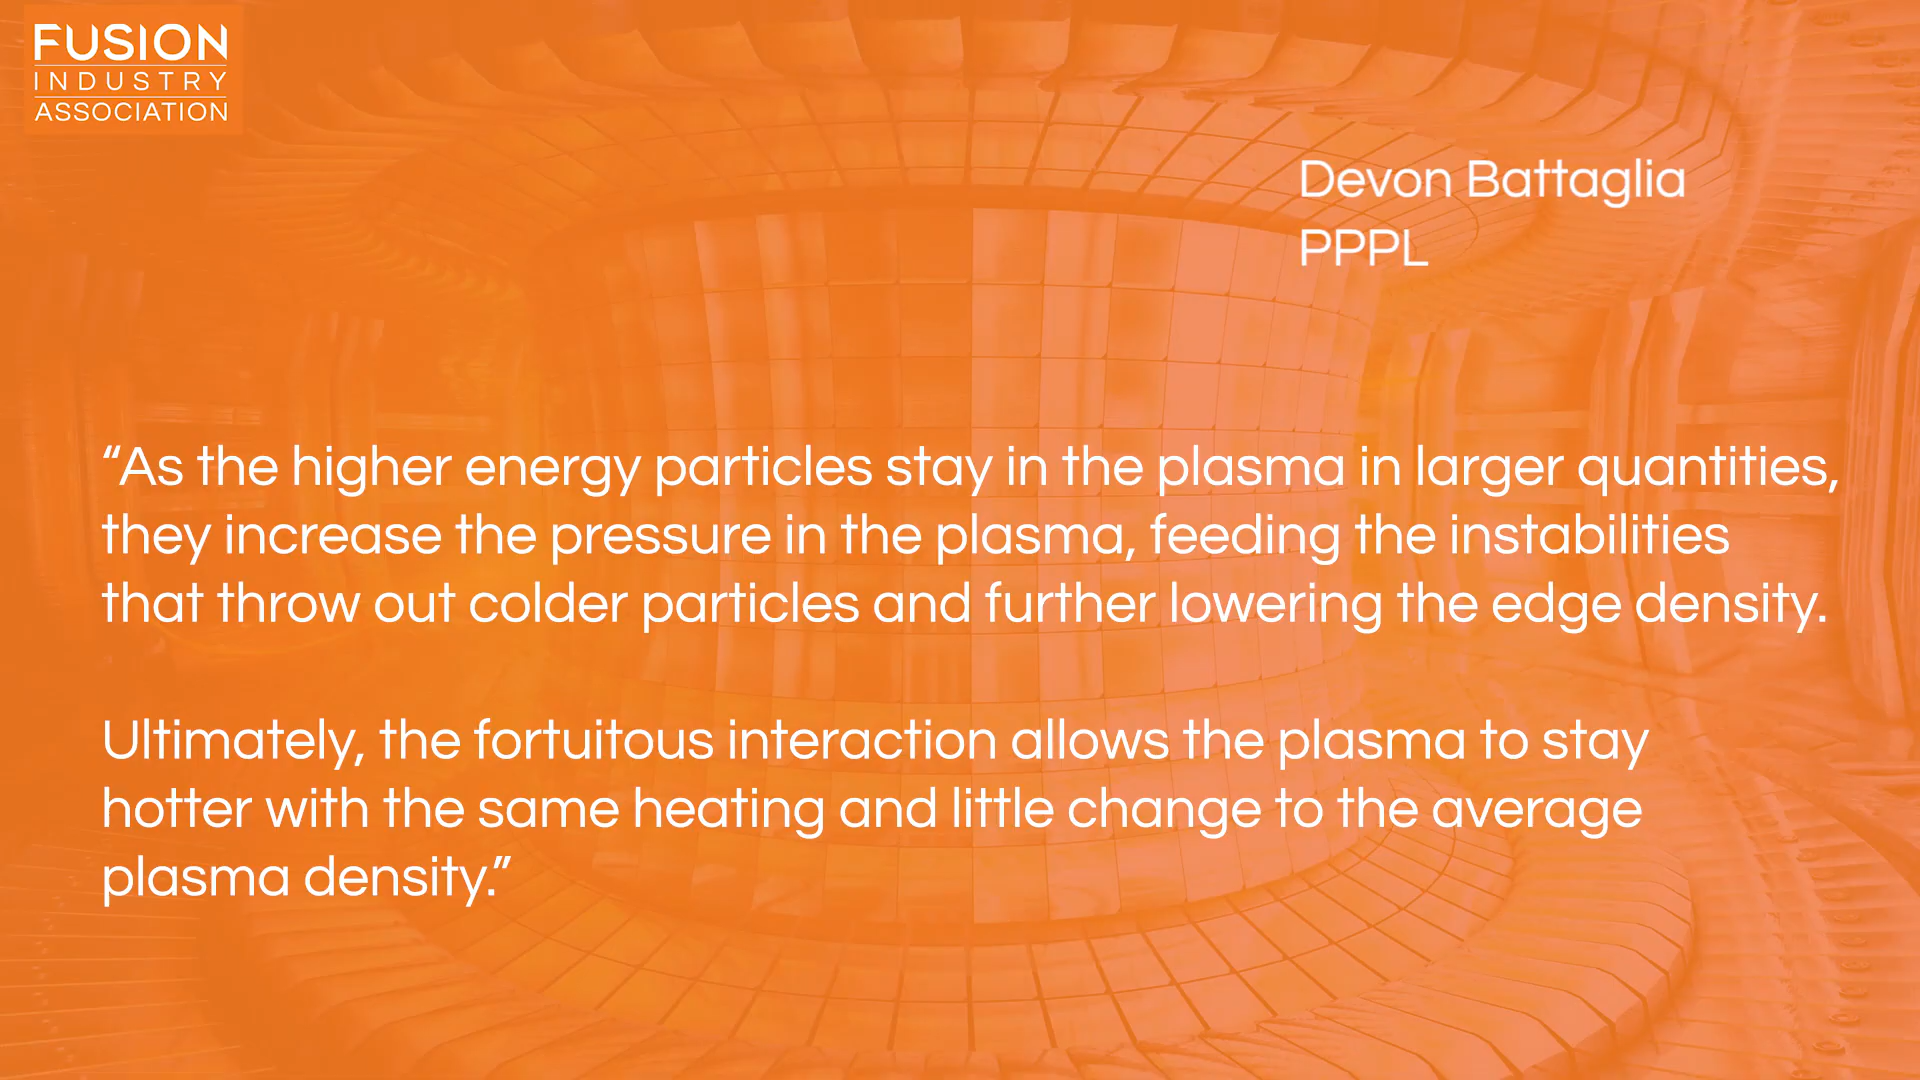 FUSION
INDUSTRY
ASSOCIATION
Devon Battaglia
PPPL
“As the higher energy particles stay in the plasma in larger quantities,
they increase the pressure in the plasma, feeding the instabilities
that throw out colder particles and further lowering the edge density.
Ultimately, the fortuitous interaction allows the plasma to stay
hotter with the same heating and little change to the average
plasma density.”